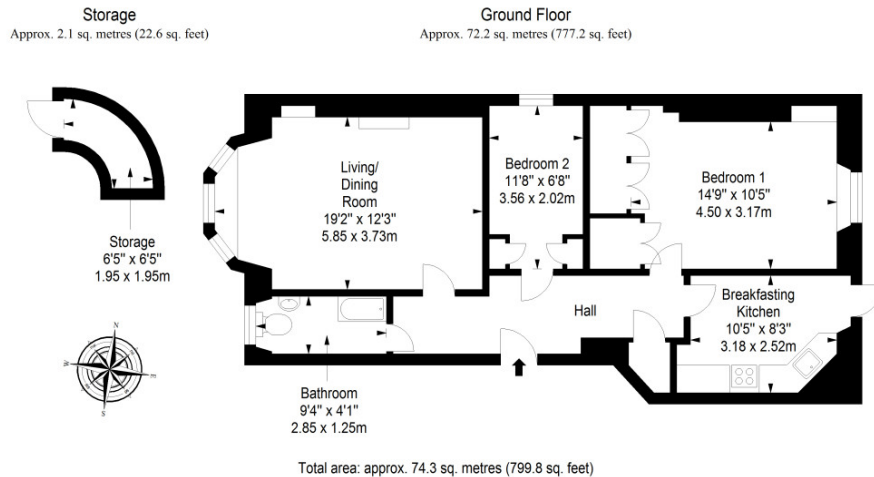 Storage
Approx. 2.1 sq. metres (22.6 sq. feet)
Ground Floor
Approx. 72.2 sq. metres (777.2 sq. feet)
Living/
Dining
Room
19'2" x 12'3"
5.85 x 3.73m
Bedroom 2
11'8" x 6'8"
3.56 x 2.02m
Bedroom 1
14'9" x 10'5"
4.50 x 3.17m
Storage
6'5" x 6'5"
1.95 x 1.95m
Hall
Breakfasting
Kitchen
10'5" x 8'3"
3.18 x 2.52m
Bathroom
9'4" x 4'1"
2.85 x 1.25m
N
W
S
Total area: approx. 74.3 sq. metres (799.8 sq. feet)